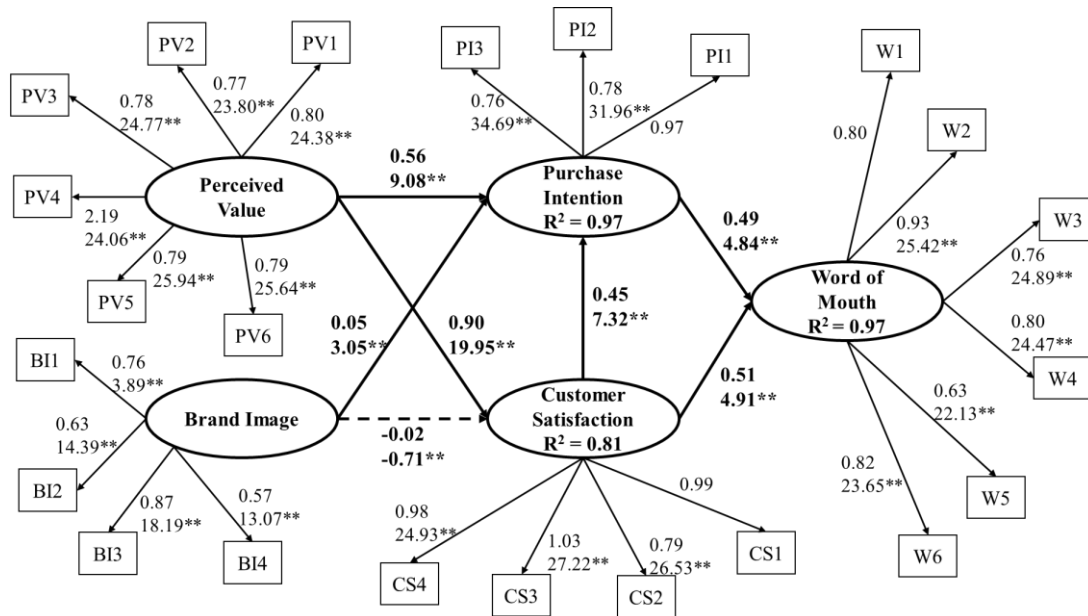 PV2
PV1
PV3
0.77
23.80**
0.78
24.77**
0.80
24.38**
PV4
Perceived
Value
2.19
24.06**
0.79
25.94**
0.79
25.64**
PV5
PV6
PI3
PI2
PI1
0.76
34.69**
0.78
31.96**
0.97
0.56
9.08**
Purchase
Intention
R² = 0.97
W1
W2
W3
W4
W5
W6
0.80
0.93
25.42**
0.76
24.89**
0.80
24.47**
0.63
22.13**
0.82
23.65**
0.49
4.84**
Word of
Mouth
R² = 0.97
0.45
7.32**
0.05
3.05**
0.90
19.95**
0.51
4.91**
BI1
0.76
3.89**
Brand Image
0.63
14.39**
BI2
0.87
18.19**
0.57
13.07**
BI3
BI4
-0.02
-0.71**
Customer
Satisfaction
R² = 0.81
0.98
24.93**
1.03
27.22**
0.79
26.53**
0.99
CS4
CS3
CS2
CS1